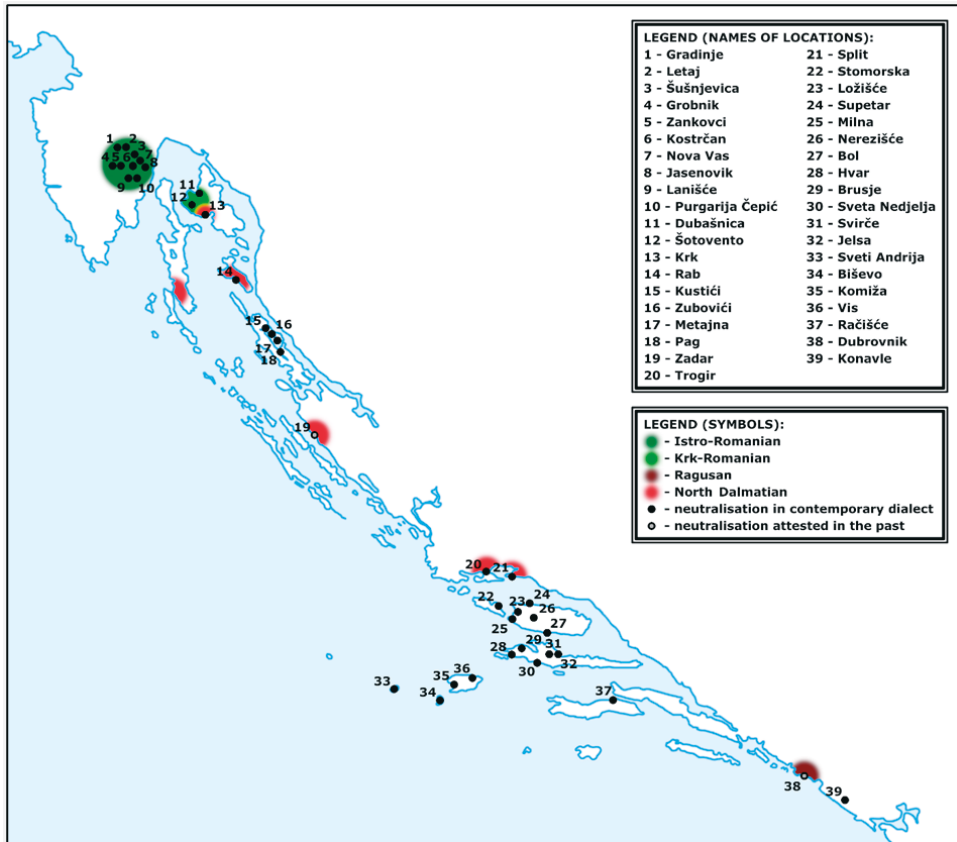 LEGEND (NAMES OF LOCATIONS):
1 - Gradinje
2 - Letaj
3 - Šušnjevica
4 - Grobnik
5 - Zankovci
6 - Kostrčan
7 - Nova Vas
8 - Jasenovik
9 - Lanišće
10 - Purgarija Čepić
11 - Dubašnica
12 - Šotovento
13 - Krk
14 - Rab
15 - Kustići
16 - Zubovići
17 - Metajna
18 - Pag
19 - Zadar
20 - Trogir
21 - Split
22 - Stomorska
23 - Ložišće
24 - Supetar
25 - Milna
26 - Nerezišće
27 - Bol
28 - Hvar
29 - Brusje
30 - Sveta Nedjelja
31 - Svirče
32 - Jelsa
33 - Sveti Andrija
34 - Biševo
35 - Komiža
36 - Vis
37 - Račišće
38 - Dubrovnik
39 - Konavle
LEGEND (SYMBOLS):
- Istro-Romanian
- Krk-Romanian
- Ragusan
- North Dalmatian
- neutralisation in contemporary dialect
- neutralisation attested in the past
1
2
3
4
5
6
7
8
9
10
11
12
13
14
15
16
17
18
19
20
21
22
23
24
25
26
27
28
29
30
31
32
33
34
35
36
37
38
39